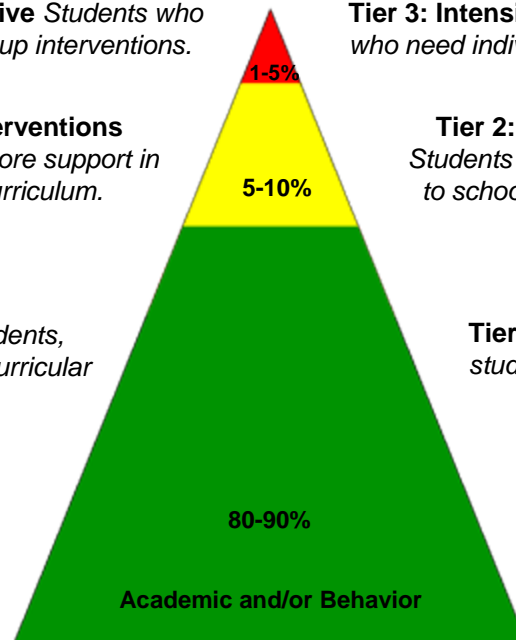 ive Students who
up interventions.
Tier 3: Intensi
who need indiv
1-5%
erventions
ore support in
urriculum.
Tier 2:
Students
to schoo
5-10%
dents,
urricular
Tier
stud
80-90%
Academic and/or Behavior